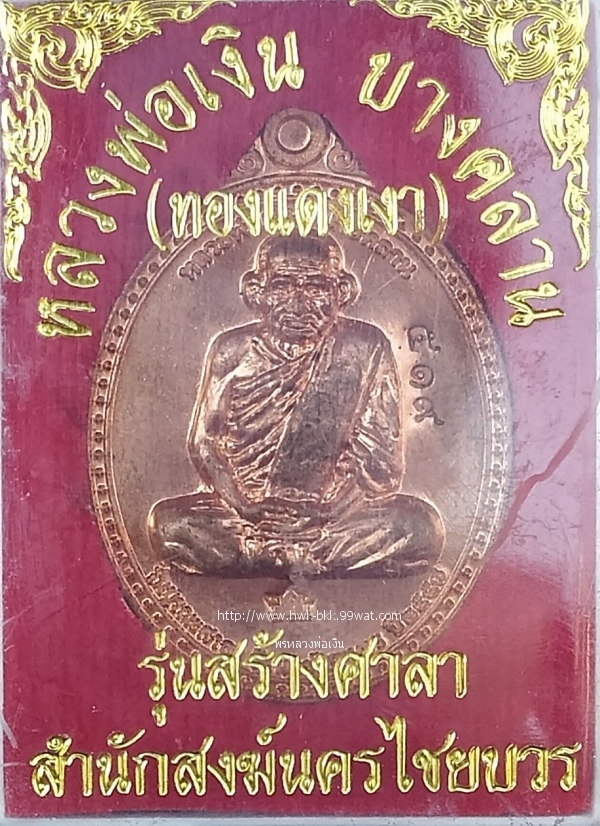 หลวงพ่อเงิน บางคลาน
(ทองแดงเงา)
๕๑๙
http://www.hwl-bkk.99wat.com/
พรหลวงพ่อเงิน
รุ่นสร้างศาลา
สำนักสงฆ์นครไชยบวร